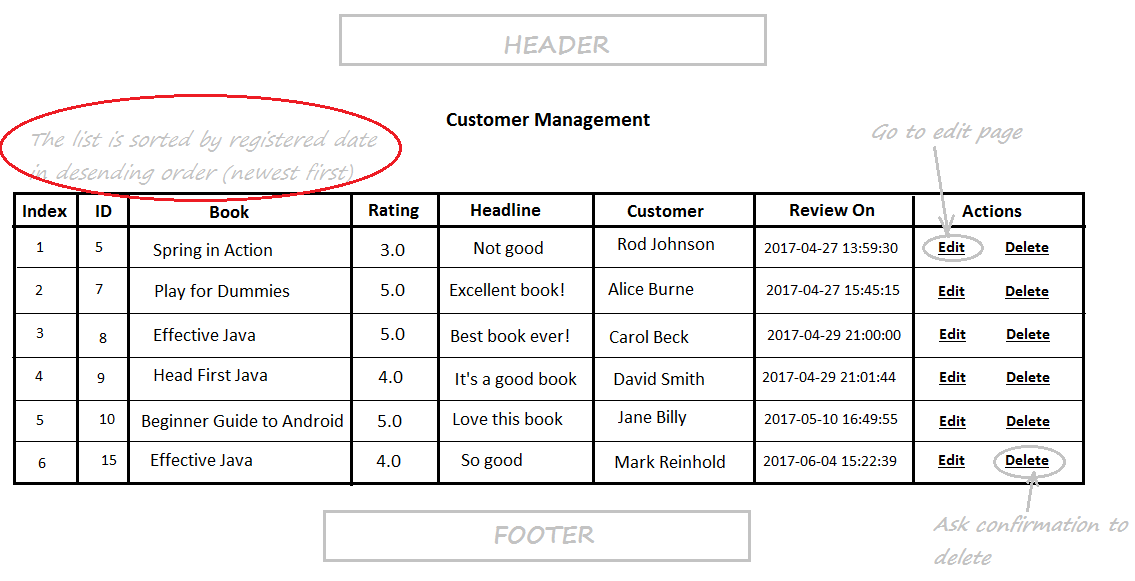 HEADER
The list is sorted by registered date
in desending order (newest first)
Customer Management
Go to edit page
Index ID Book Rating Headline Customer Review On Actions
1 5 Spring in Action 3.0 Not good Rod Johnson 2017-04-27 13:59:30 Edit Delete
2 7 Play for Dummies 5.0 Excellent book! Alice Burne 2017-04-27 15:45:15 Edit Delete
3 8 Effective Java 5.0 Best book ever! Carol Beck 2017-04-29 21:00:00 Edit Delete
4 9 Head First Java 4.0 It's a good book David Smith 2017-04-29 21:01:44 Edit Delete
5 10 Beginner Guide to Android 5.0 Love this book Jane Billy 2017-05-10 16:49:55 Edit Delete
6 15 Effective Java 4.0 So good Mark Reinhold 2017-06-04 15:22:39 Edit Delete
FOOTER
Ask confirmation to
delete